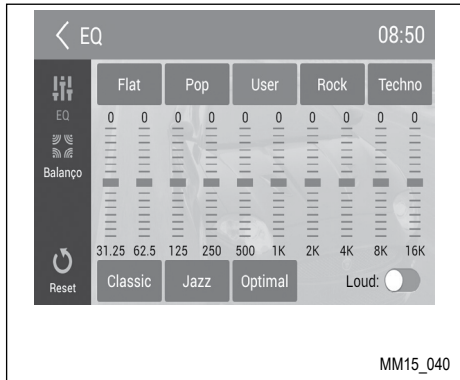 EQ 08:50
Flat Pop User Rock Techno
EQ
0 0 0 0 0 0 0 0 0 0
Balanço
31.25 62.5 125 250 500 1K 2K 4K 8K 16K
Reset
Classic Jazz Optimal Loud:
MM15_040